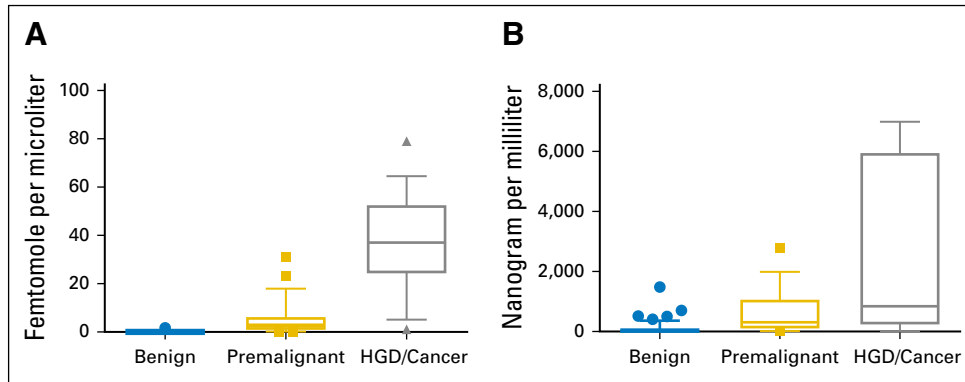 A
Femtomole per microliter
100
80
60
40
20
0
Benign
Premalignant
HGD/Cancer
B
Nanogram per milliliter
8,000
6,000
4,000
2,000
0
Benign
Premalignant
HGD/Cancer